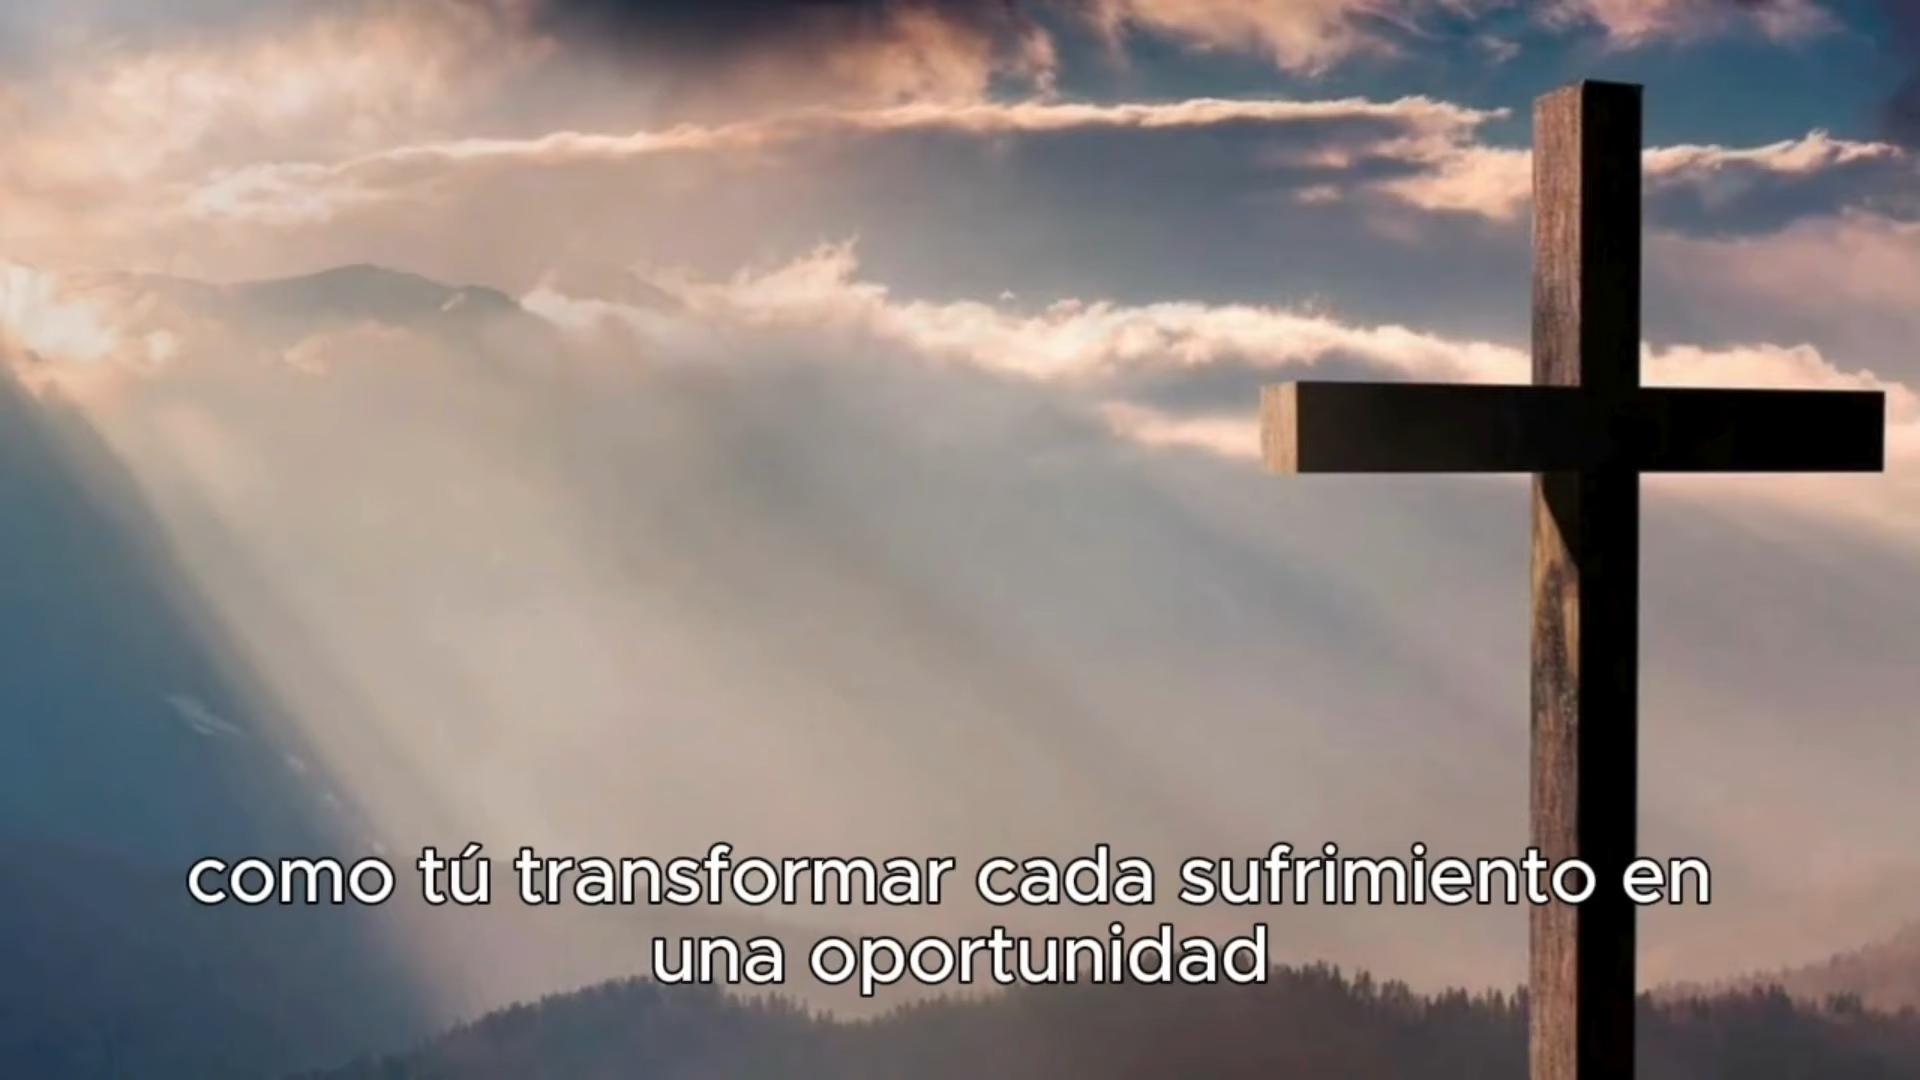 como tú transformar cada sufrimiento en
una oportunidad